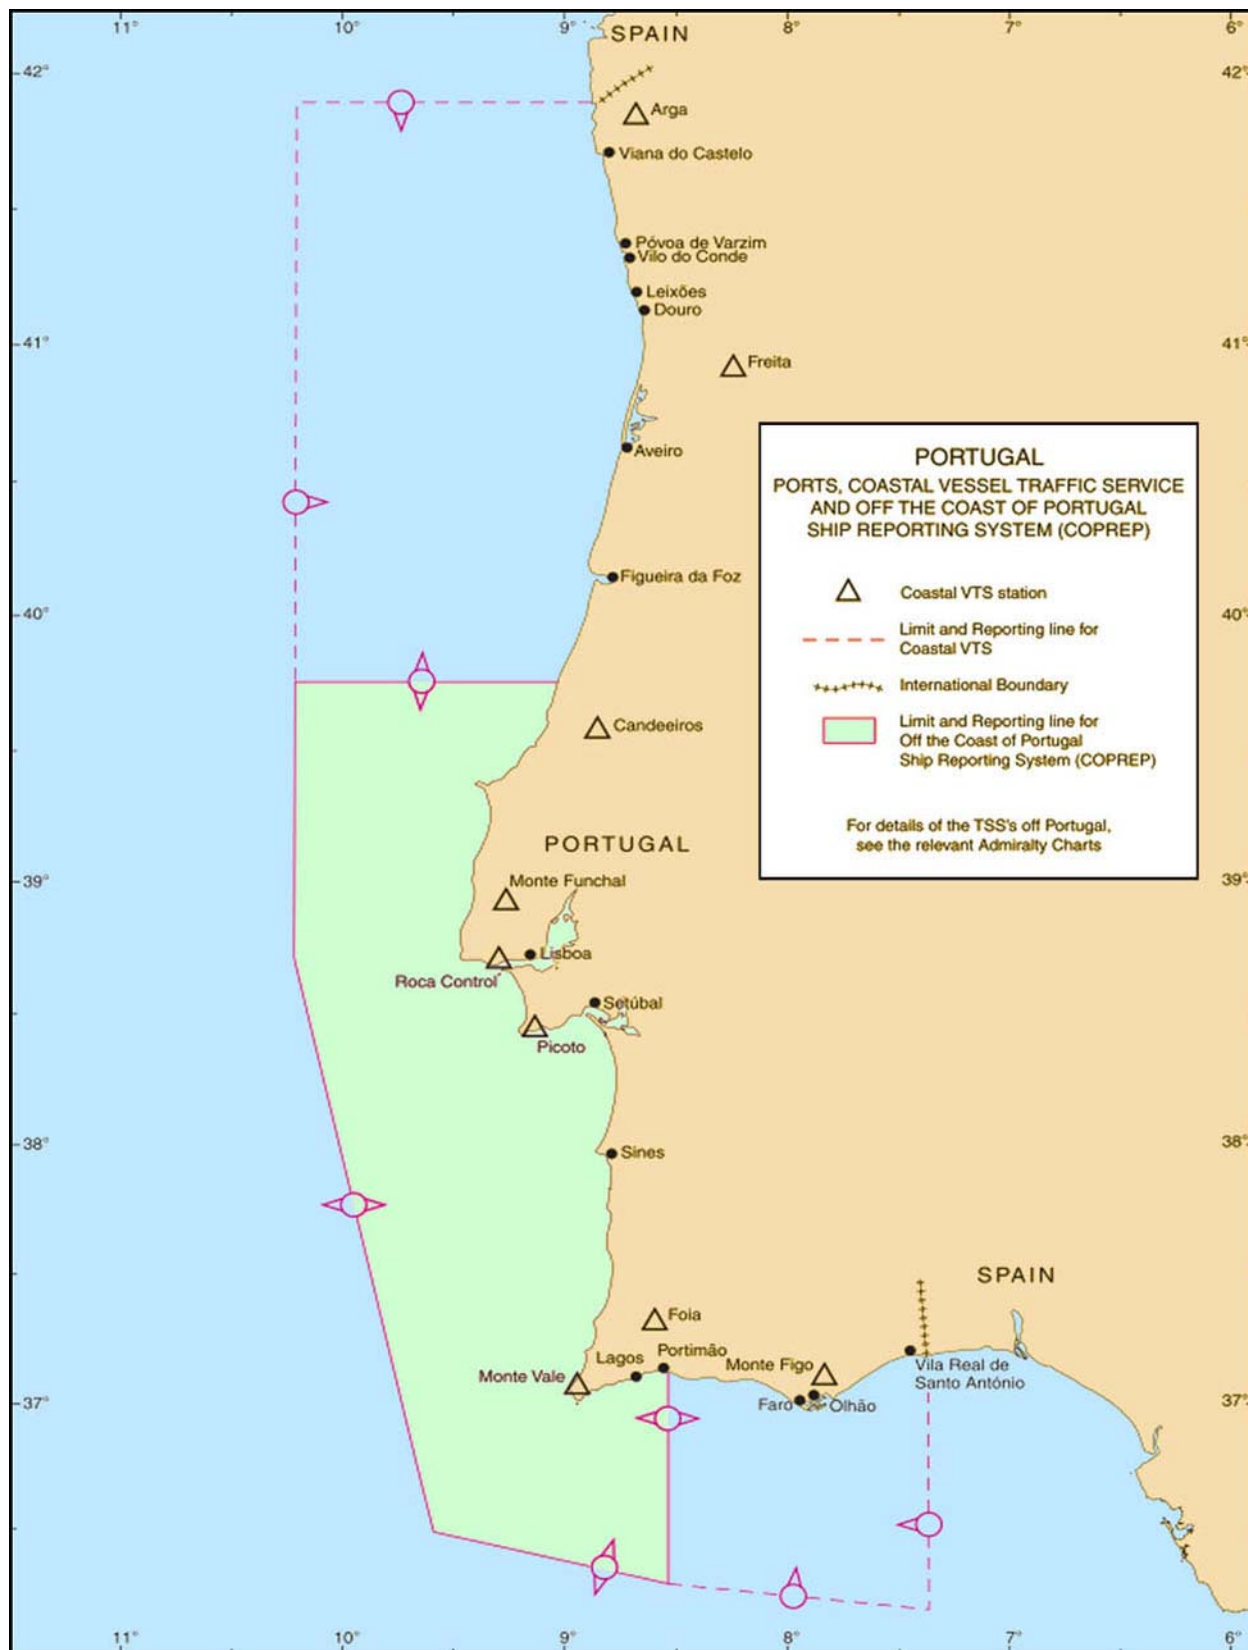 11°
10°
9°
8°
7°
6°
SPAIN
42°
42°
Arga
Viana do Castelo
Póvoa de Varzim
Vilo do Conde
Leixões
Douro
41°
41°
Freita
Aveiro
PORTUGAL
PORTS, COASTAL VESSEL TRAFFIC SERVICE
AND OFF THE COAST OF PORTUGAL
SHIP REPORTING SYSTEM (COPREP)
Figueira da Foz
Coastal VTS station
40°
40°
Limit and Reporting line for
Coastal VTS
International Boundary
Limit and Reporting line for
Off the Coast of Portugal
Ship Reporting System (COPREP)
Candeeiros
For details of the TSS's off Portugal,
see the relevant Admiralty Charts
PORTUGAL
39°
39°
Monte Funchal
Lisboa
Roca Control
Setúbal
Picoto
38°
38°
Sines
SPAIN
Foia
Portimão
Lagos
Monte Vale
Monte Figo
Vila Real de
Santo António
37°
37°
Faro
Olhão
11°
10°
9°
8°
7°
6°